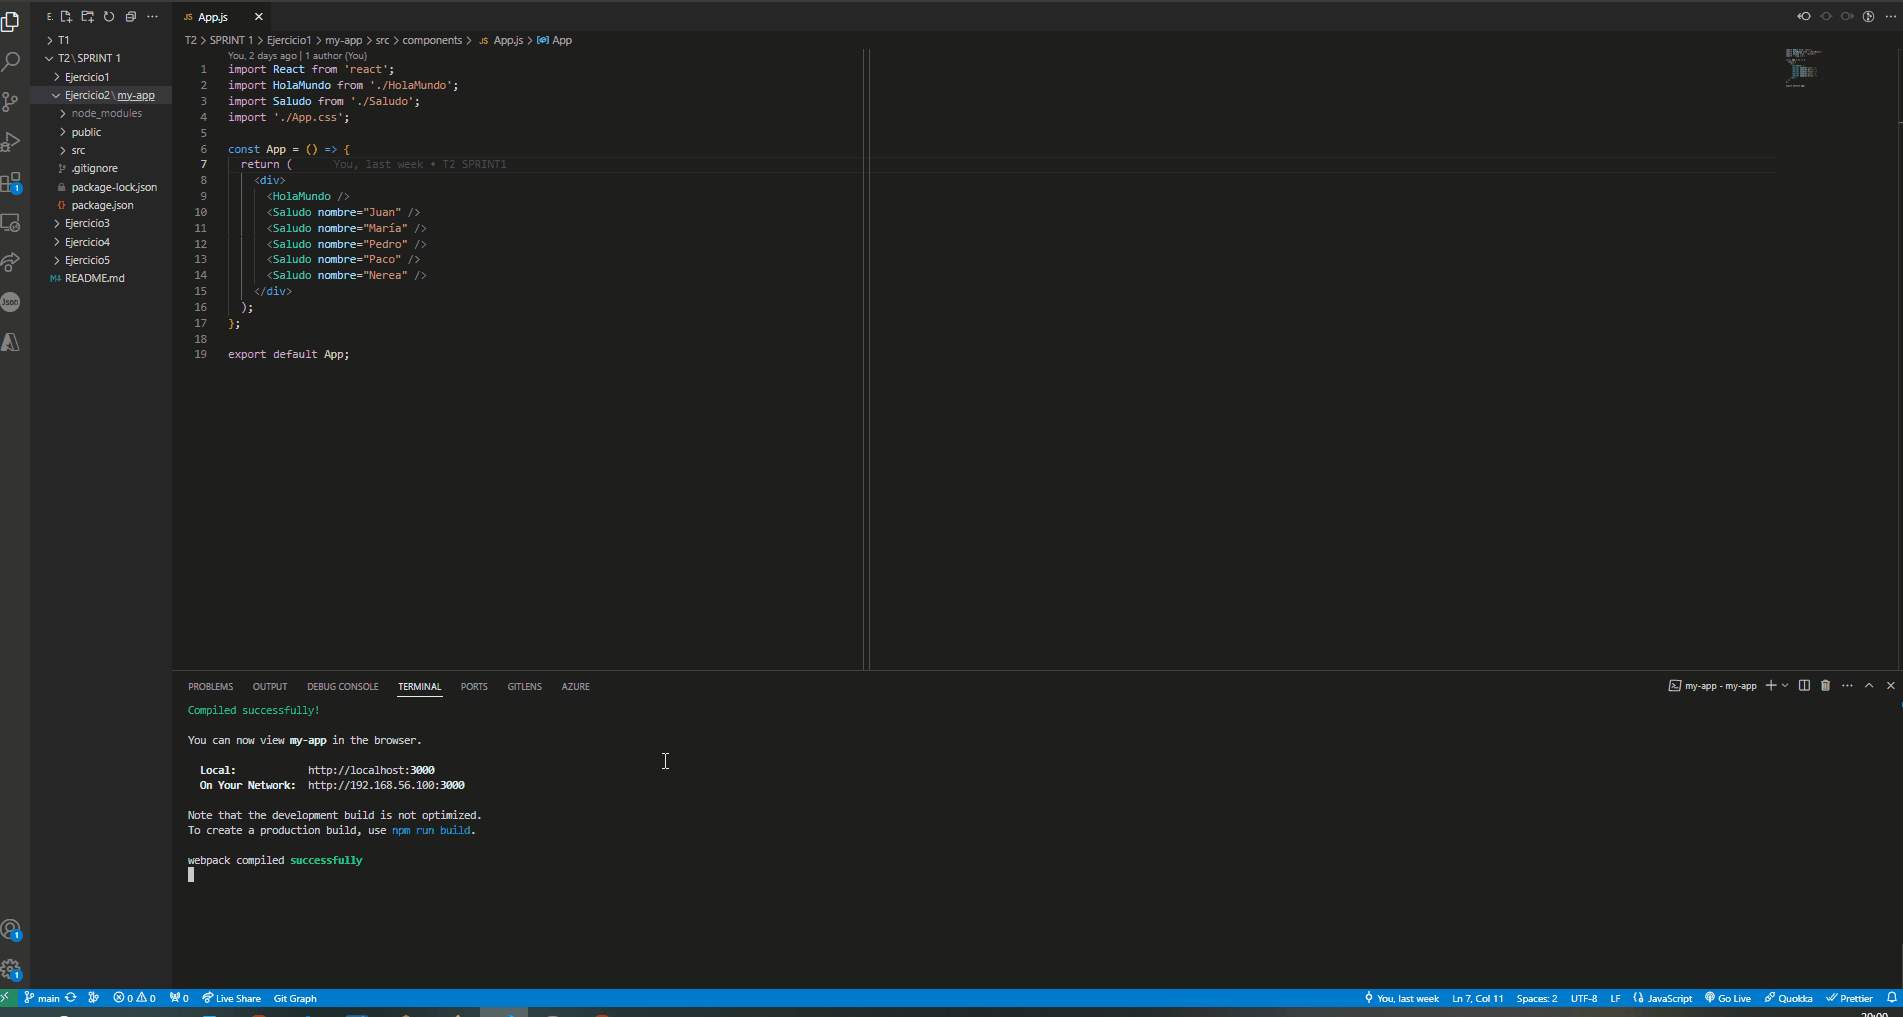 E.
App.js
T1
T2\SPRINT 1
Ejercicio1
Ejercicio2\my-app
node_modules
public
src
.gitignore
package-lock.json
package.json
Ejercicio3
Ejercicio4
Ejercicio5
README.md
T2 > SPRINT 1 > Ejercicio1 > my-app > src > components > JS App.js > App
You, 2 days ago | 1 author (You)
1 import React from 'react';
2 import HolaMundo from './HolaMundo';
3 import Saludo from './Saludo';
4 import './App.css';
5
6 const App = () => {
7 return ( You, last week • T2 SPRINT1
8 <div>
9 <HolaMundo />
10 <Saludo nombre="Juan" />
11 <Saludo nombre="María" />
12 <Saludo nombre="Pedro" />
13 <Saludo nombre="Paco" />
14 <Saludo nombre="Nerea" />
15 </div>
16 );
17 };
18
19 export default App;
PROBLEMS OUTPUT DEBUG CONSOLE TERMINAL PORTS GITLENS AZURE
my-app - my-app
Compiled successfully!
You can now view my-app in the browser.
Local: http://localhost:3000
On Your Network: http://192.168.56.100:3000
Note that the development build is not optimized.
To create a production build, use npm run build.
webpack compiled successfully
main 0 0 0 Live Share Git Graph
You, last week Ln 7, Col 11 Spaces: 2 UTF-8 LF JavaScript Go Live Quokka Prettier